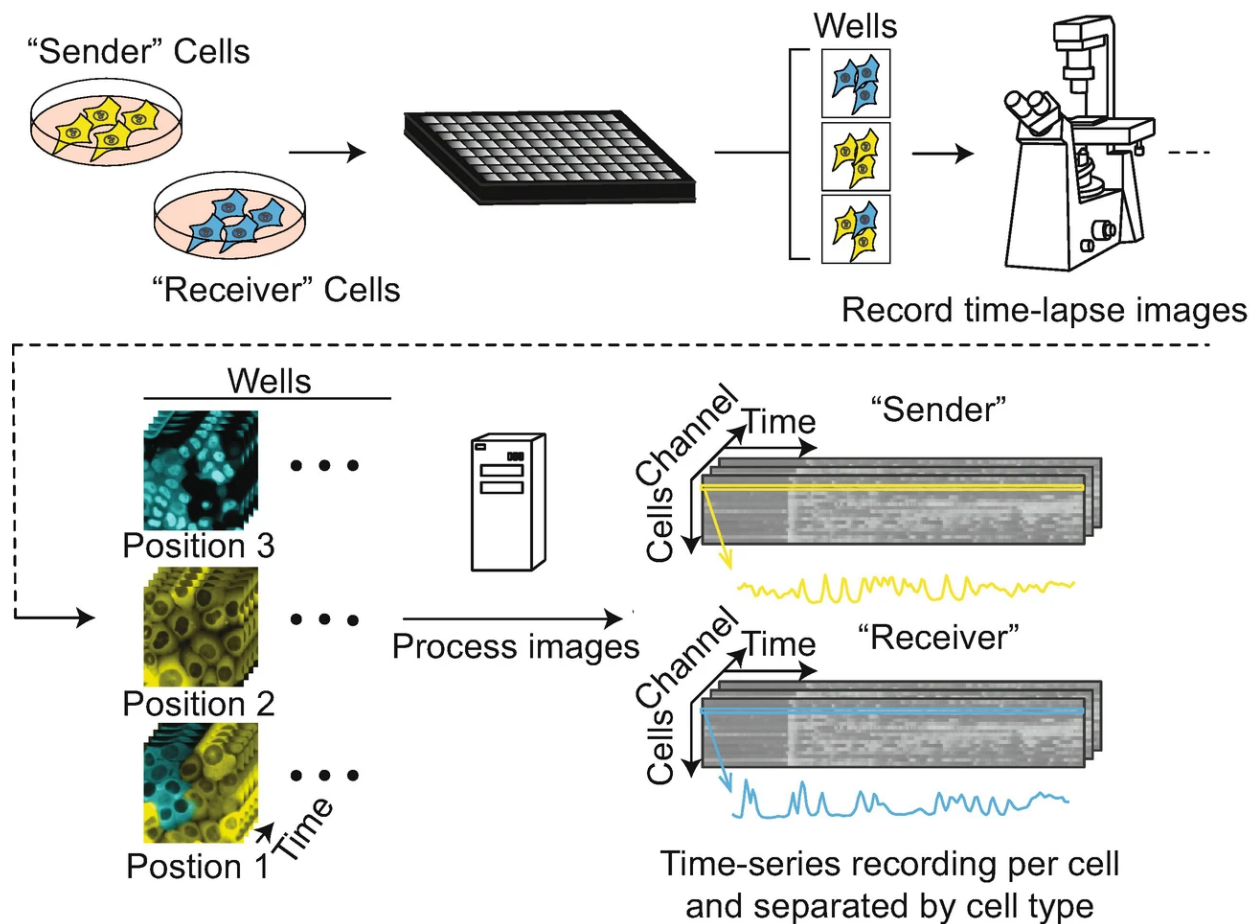 “Sender” Cells
“Receiver” Cells
Wells
Record time-lapse images
Wells
Position 3
Position 2
Postion 1
Time
Process images
“Sender”
Channel
Time
Cells
“Receiver”
Channel
Time
Cells
Time-series recording per cell
and separated by cell type